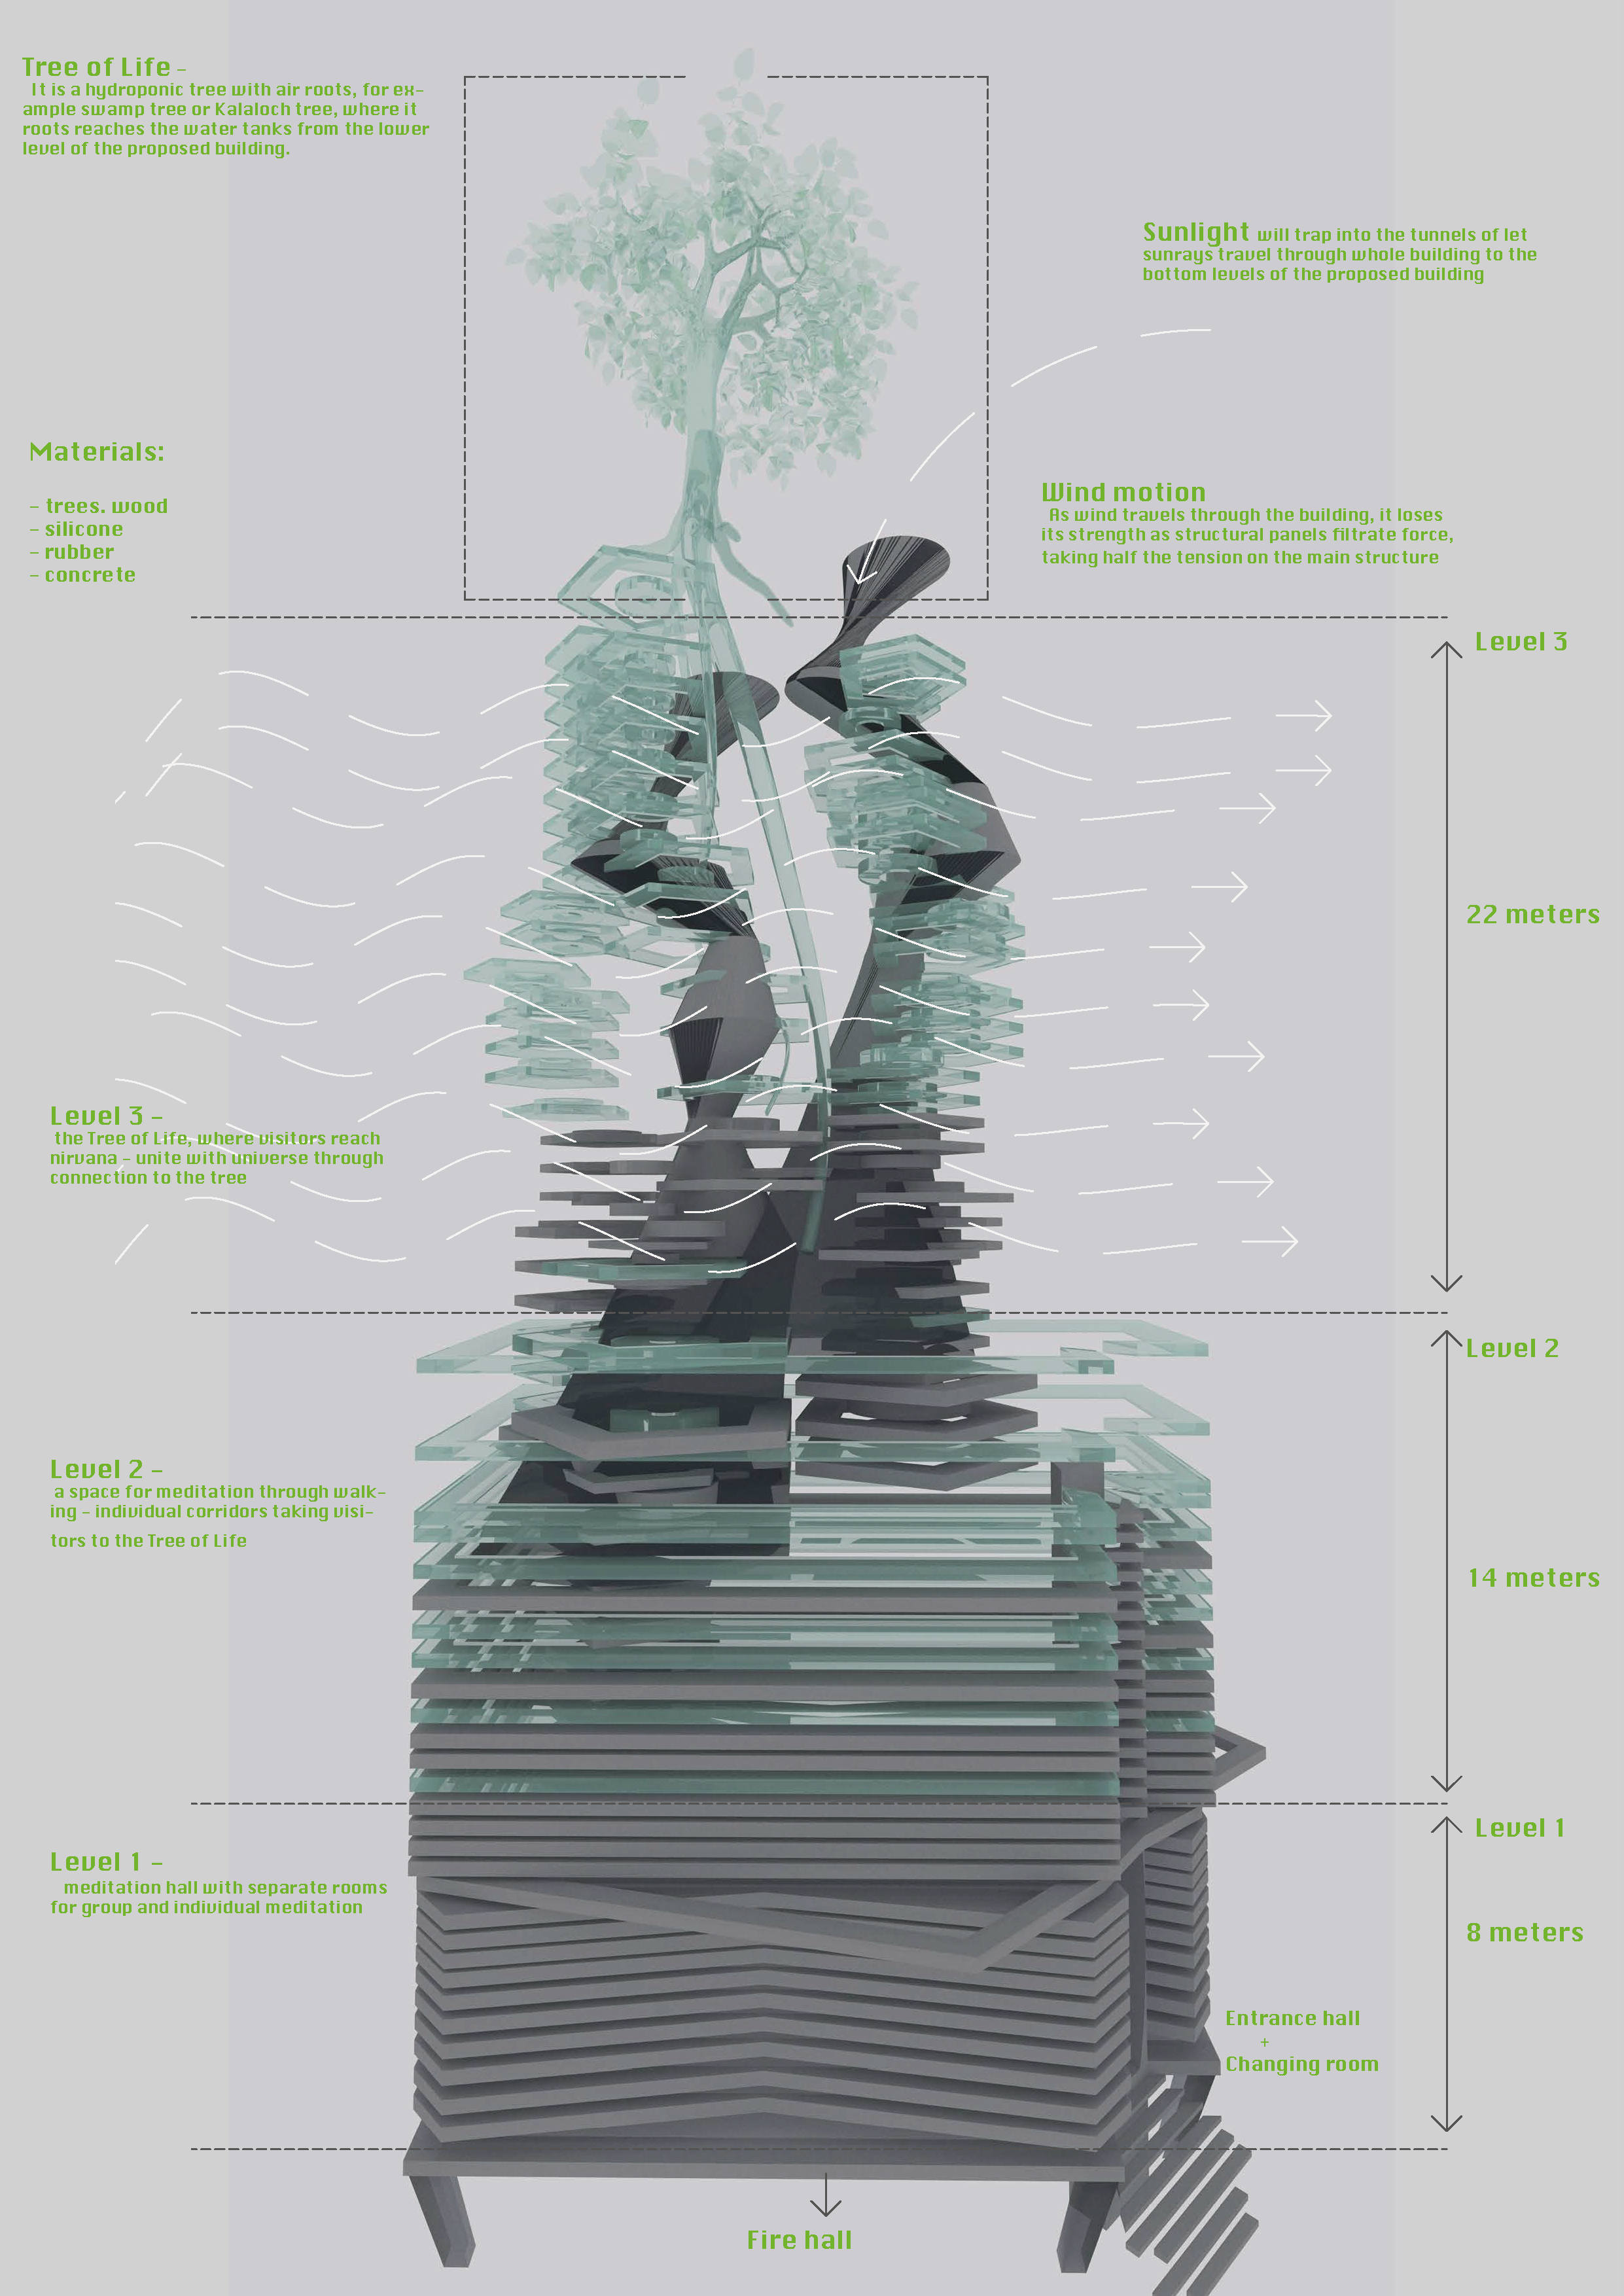 Tree of Life –
It is a hydroponic tree with air roots, for ex-
ample swamp tree or Kalaloch tree, where it
roots reaches the water tanks from the lower
level of the proposed building.
Sunlight will trap into the tunnels of let
sunrays travel through whole building to the
bottom levels of the proposed building
Materials:
– trees. wood
– silicone
– rubber
– concrete
Wind motion
As wind travels through the building, it loses
its strength as structural panels filtrate force,
taking half the tension on the main structure
Level 3
22 meters
Level 3 –
the Tree of Life, where visitors reach
nirvana – unite with universe through
connection to the tree
Level 2
Level 2 –
a space for meditation through walk-
ing – individual corridors taking visi-
tors to the Tree of Life
14 meters
Level 1
Level 1 –
meditation hall with separate rooms
for group and individual meditation
8 meters
Entrance hall
+
Changing room
Fire hall